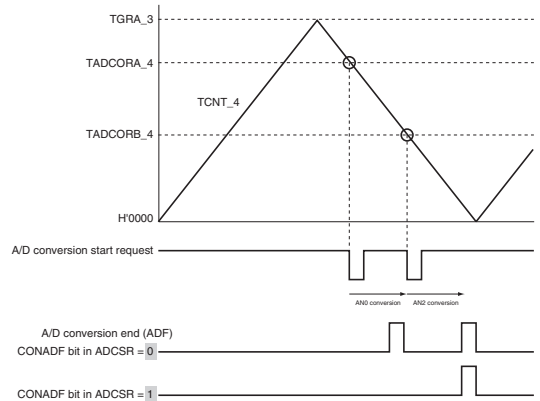 TGRA_3
TADCORA_4
TCNT_4
TADCORB_4
H'0000
A/D conversion start request
AN0 conversion
AN2 conversion
A/D conversion end (ADF)
CONADF bit in ADCSR = 0
CONADF bit in ADCSR = 1